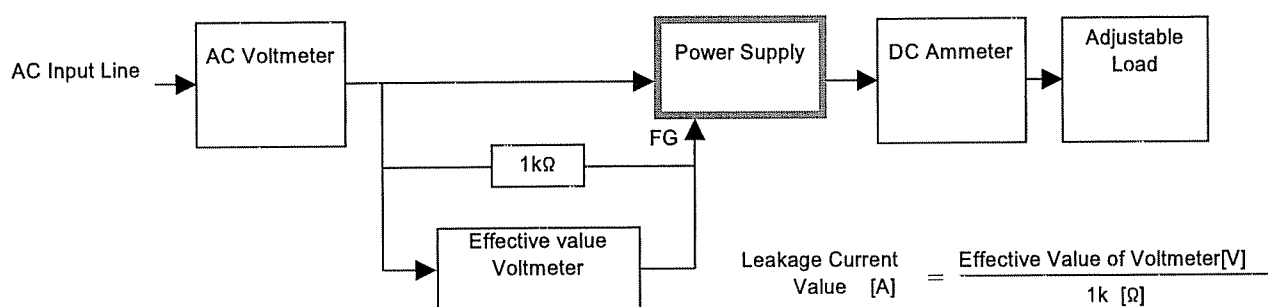 AC Input Line
AC Voltmeter
Power Supply
DC Ammeter
Adjustable
Load
FG
1kΩ
Effective value
Voltmeter
Leakage Current
Value [A]
=
Effective Value of Voltmeter[V]
1k [Ω]